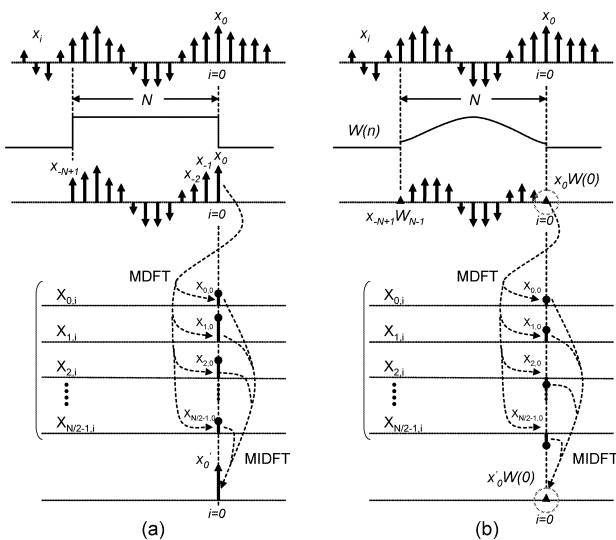 x_i x_0
i=0
N
x_{-N+1} x_{-2} x_{-1} x_0
i=0
MDFT
X_{0,i} X_{0,0}
X_{1,i} X_{1,0}
X_{2,i} X_{2,0}
X_{N/2-1,i} X_{N/2-1,0}
x_0' MIDFT
i=0
(a)
x_i x_0
i=0
N
W(n)
x_0W(0)
x_{-N+1}W_{N-1} i=0
MDFT
X_{0,i} X_{0,0}
X_{1,i} X_{1,0}
X_{2,i} X_{2,0}
X_{N/2-1,i} X_{N/2-1,0}
MIDFT
x'_0W(0)
i=0
(b)